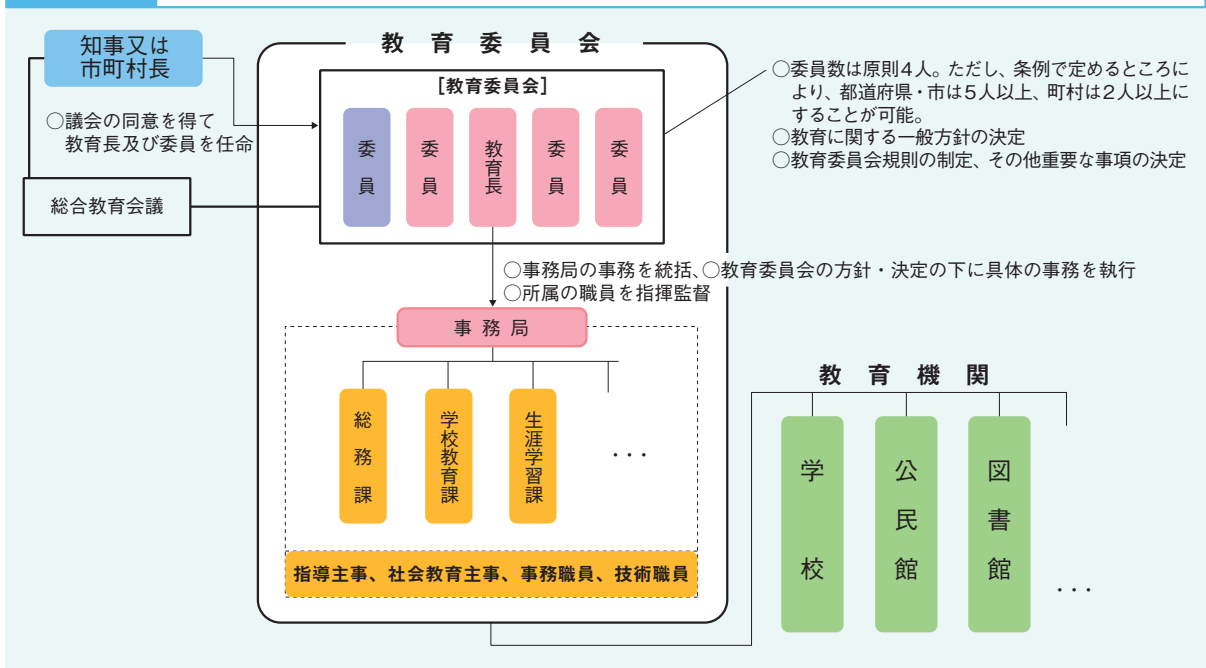 教育委員会
知事又は
市町村長
○議会の同意を得て
教育長及び委員を任命
総合教育会議
［教育委員会］
委員
委員
教育長
委員
委員
○委員数は原則４人。ただし、条例で定めるところに
より、都道府県・市は５人以上、町村は２人以上に
することが可能。
○教育に関する一般方針の決定
○教育委員会規則の制定、その他重要な事項の決定
○事務局の事務を統括、○教育委員会の方針・決定の下に具体の事務を執行
○所属の職員を指揮監督
事務局
総務課
学校教育課
生涯学習課
・・・
指導主事、社会教育主事、事務職員、技術職員
教育機関
学校
公民館
図書館
・・・